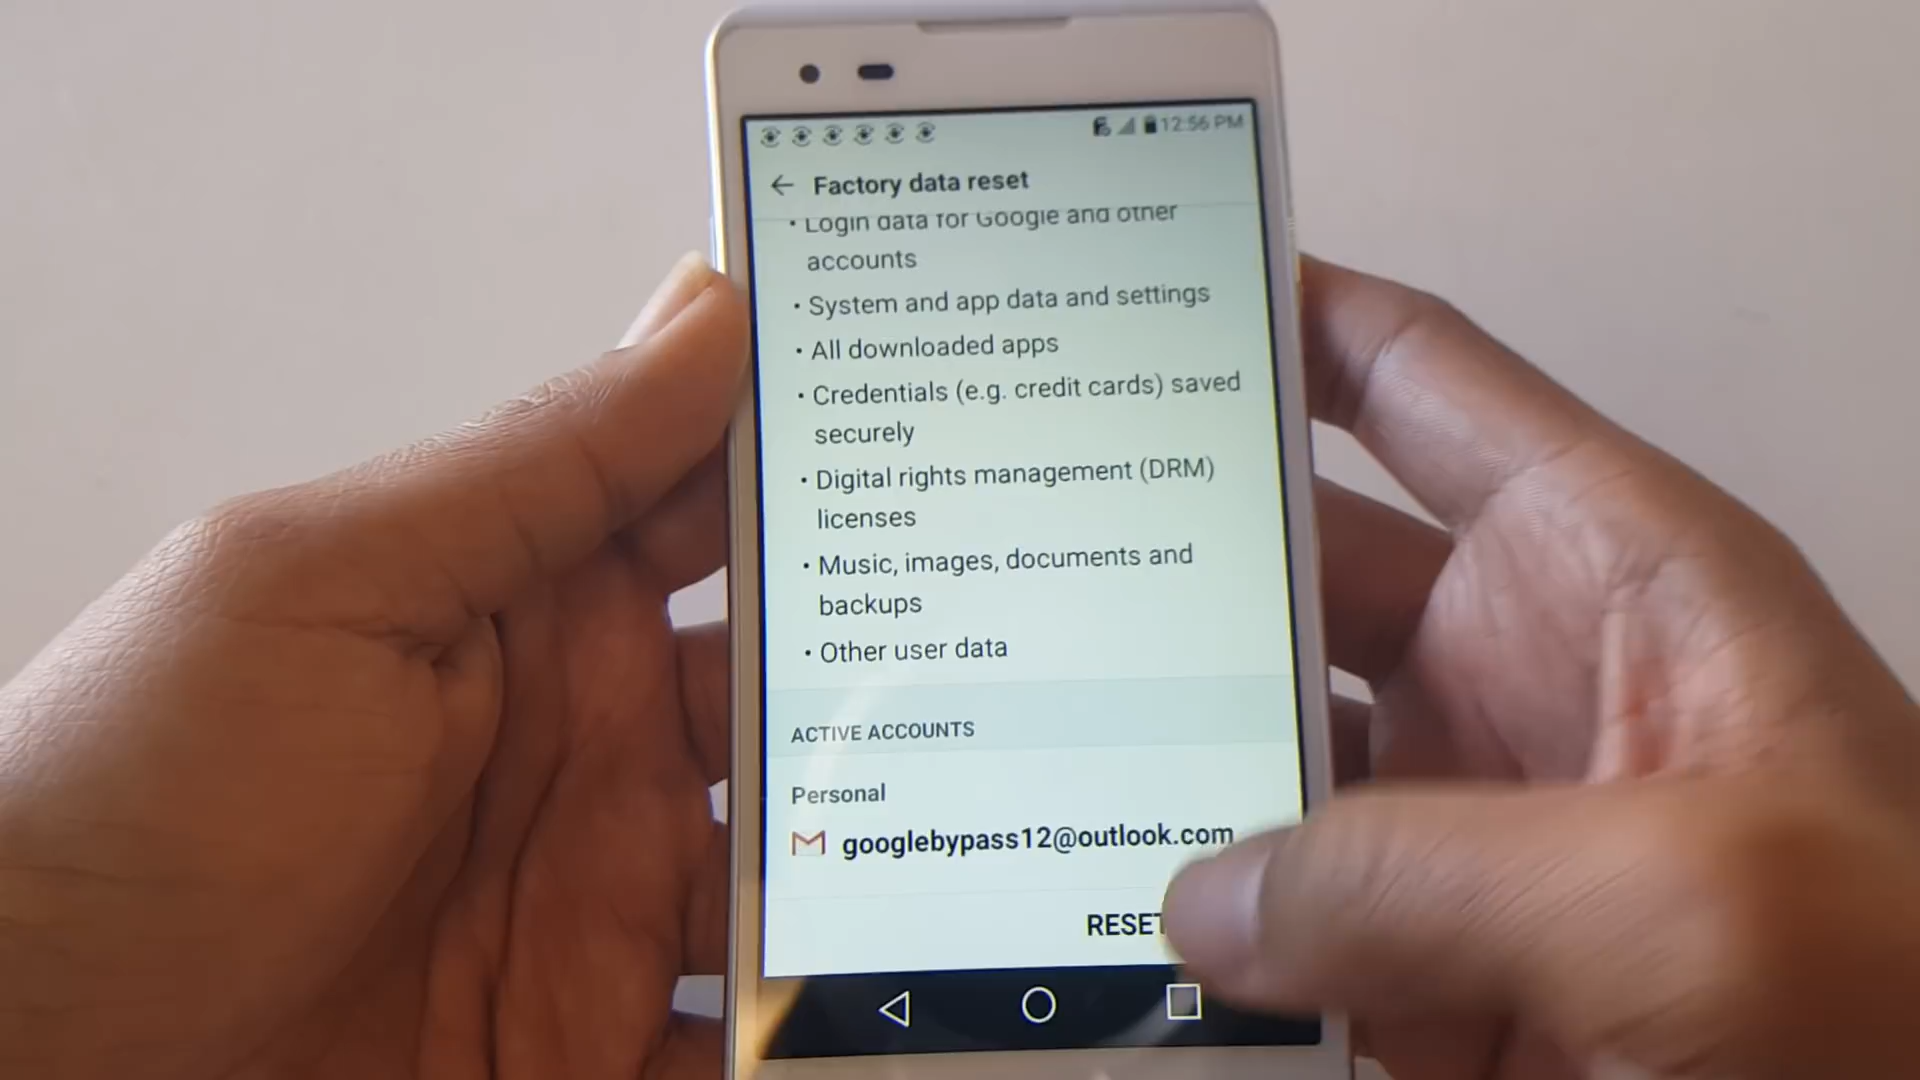 12:56 PM
Factory data reset
• Login data for Google and other
accounts
• System and app data and settings
• All downloaded apps
• Credentials (e.g. credit cards) saved
securely
• Digital rights management (DRM)
licenses
• Music, images, documents and
backups
• Other user data
ACTIVE ACCOUNTS
Personal
googlebypass12@outlook.com
RESET